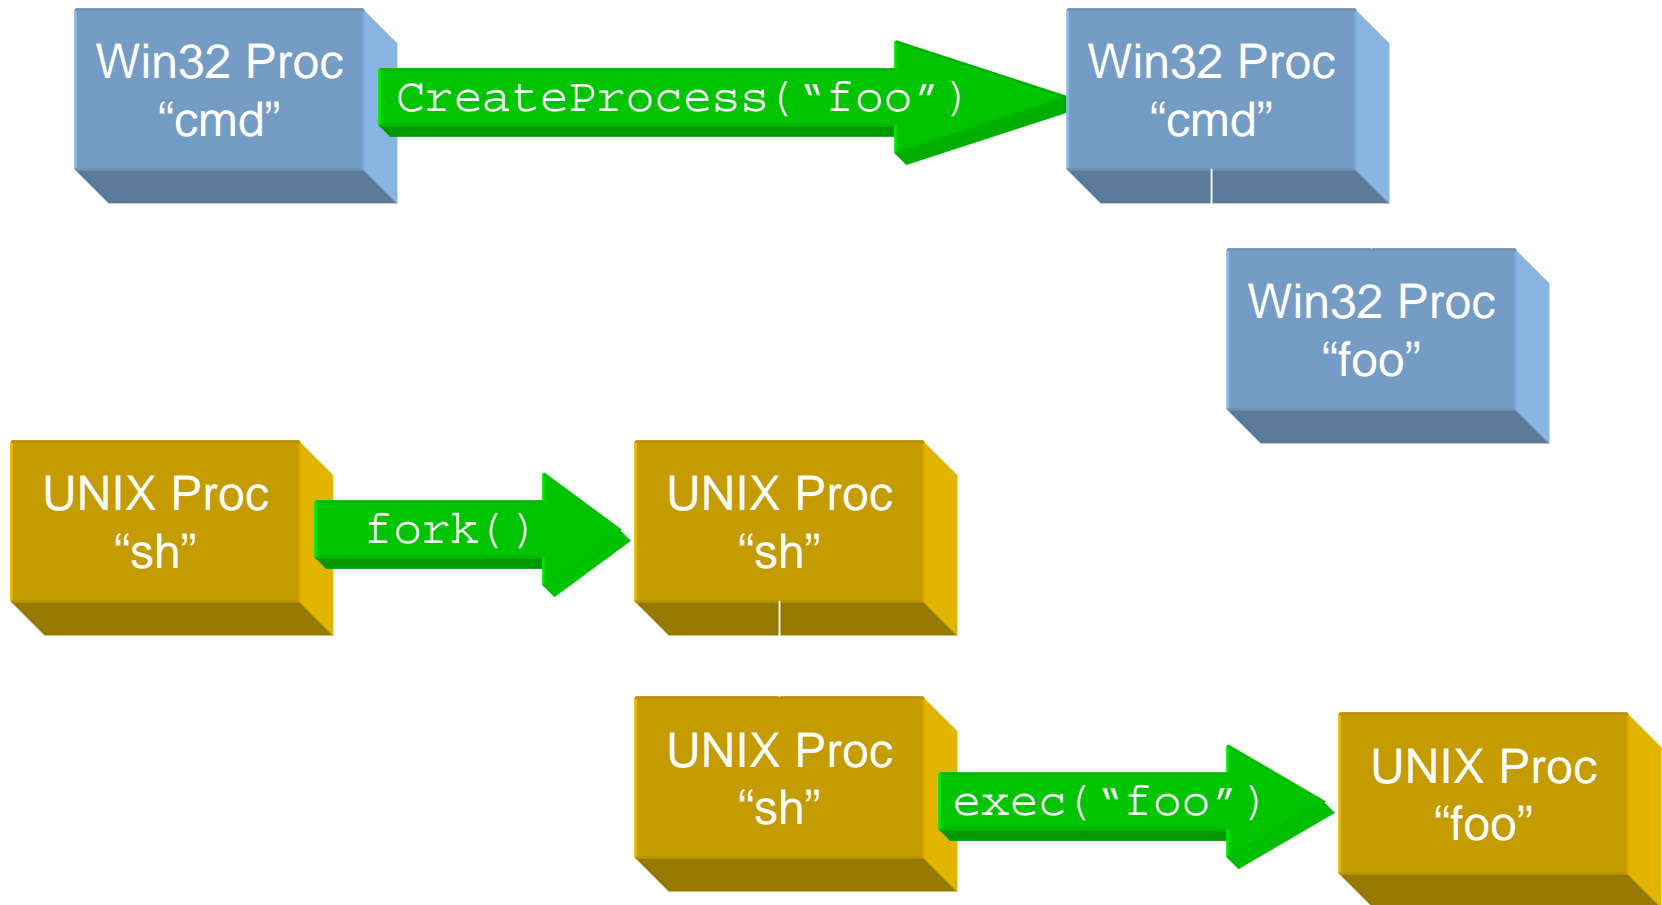 Win32 Proc
“cmd”
CreateProcess(“foo”)
Win32 Proc
“cmd”
Win32 Proc
“foo”
UNIX Proc
“sh”
fork()
UNIX Proc
“sh”
UNIX Proc
“sh”
exec(“foo”)
UNIX Proc
“foo”